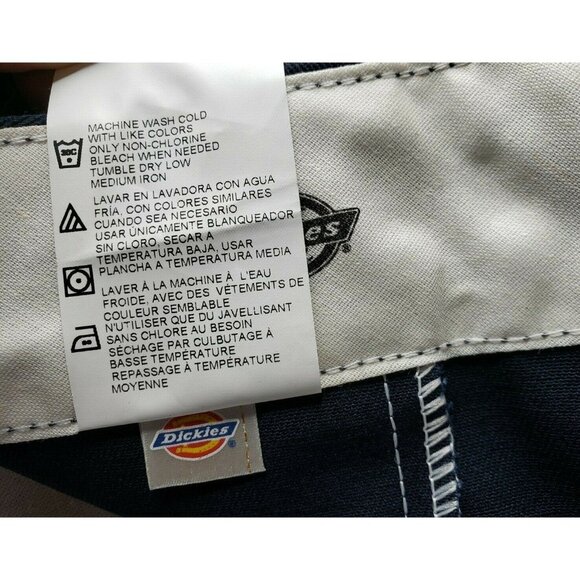 MACHINE WASH COLD
WITH LIKE COLORS
ONLY NON-CHLORINE
BLEACH WHEN NEEDED
TUMBLE DRY LOW
MEDIUM IRON
30C
LAVAR EN LAVADORA CON AGUA
FRÍA, CON COLORES SIMILARES
CUANDO SEA NECESARIO
USAR ÚNICAMENTE BLANQUEADOR
SIN CLORO, SECAR A
TEMPERATURA BAJA, USAR
PLANCHA A TEMPERATURA MEDIA
LAVER À LA MACHINE À L'EAU
FROIDE, AVEC DES VÊTEMENTS DE
COULEUR SEMBLABLE
N'UTILISER QUE DU JAVELLISANT
SANS CHLORE AU BESOIN
SÉCHAGE PAR CULBUTAGE À
BASSE TEMPÉRATURE
REPASSAGE À TEMPÉRATURE
MOYENNE
kies®
Dickies®